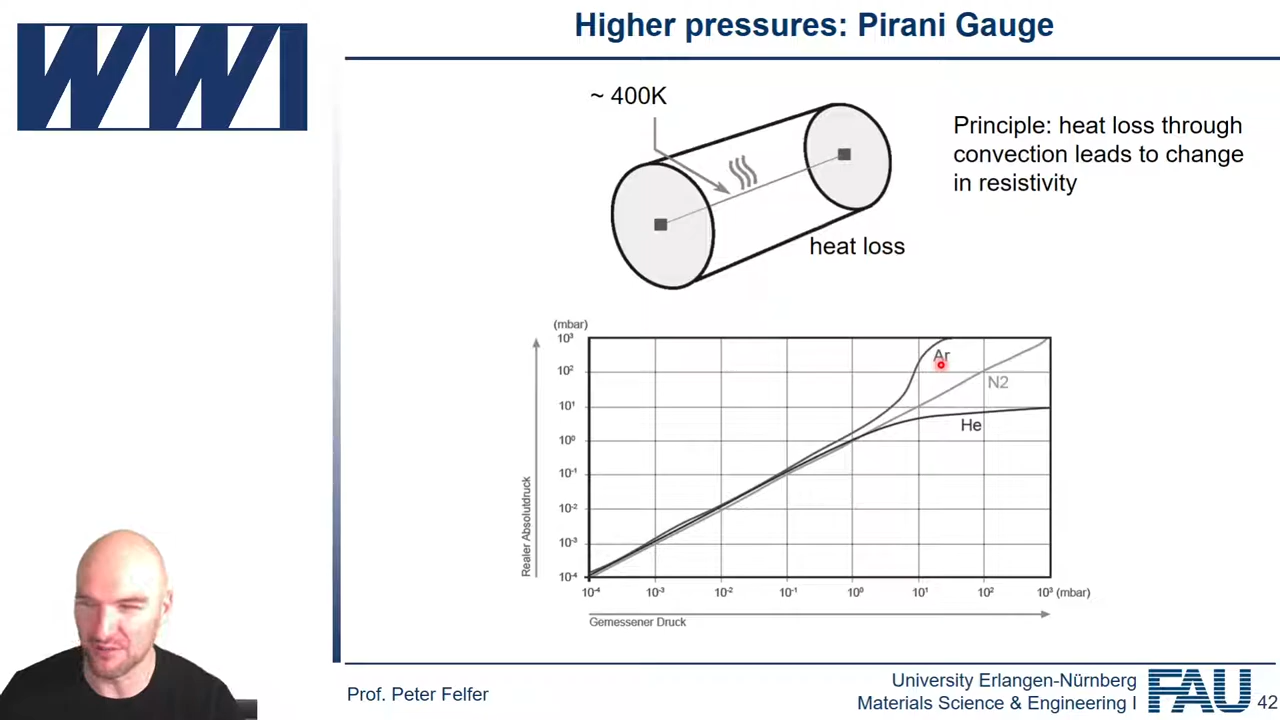 WWI
Higher pressures: Pirani Gauge
~ 400K
Principle: heat loss through
convection leads to change
in resistivity
heat loss
(mbar)
10³
10²
10¹
10⁰
10⁻¹
10⁻²
10⁻³
10⁻⁴
Realer Absolutdruck
Ar
N2
He
10⁻⁴ 10⁻³ 10⁻² 10⁻¹ 10⁰ 10¹ 10² 10³ (mbar)
Gemessener Druck
Prof. Peter Felfer
University Erlangen-Nürnberg
Materials Science & Engineering I
FAU
42